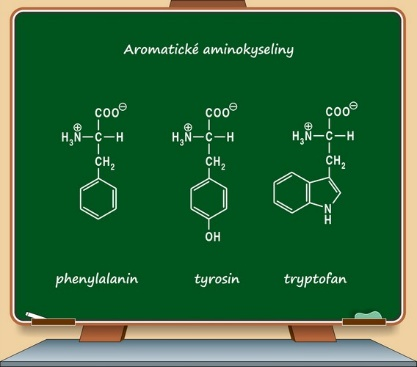 Aromatické aminokyseliny
COO⊖ COO⊖ COO⊖
H₃N⊕–C–H H₃N⊕–C–H H₃N⊕–C–H
CH₂ CH₂ CH₂
N
H
OH
phenylalanin tyrosin tryptofan